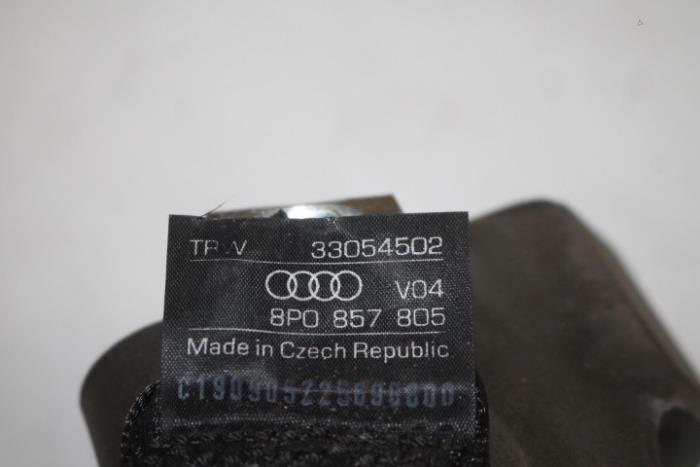 TRW 33054502
V04
8P0 857 805
Made in Czech Republic